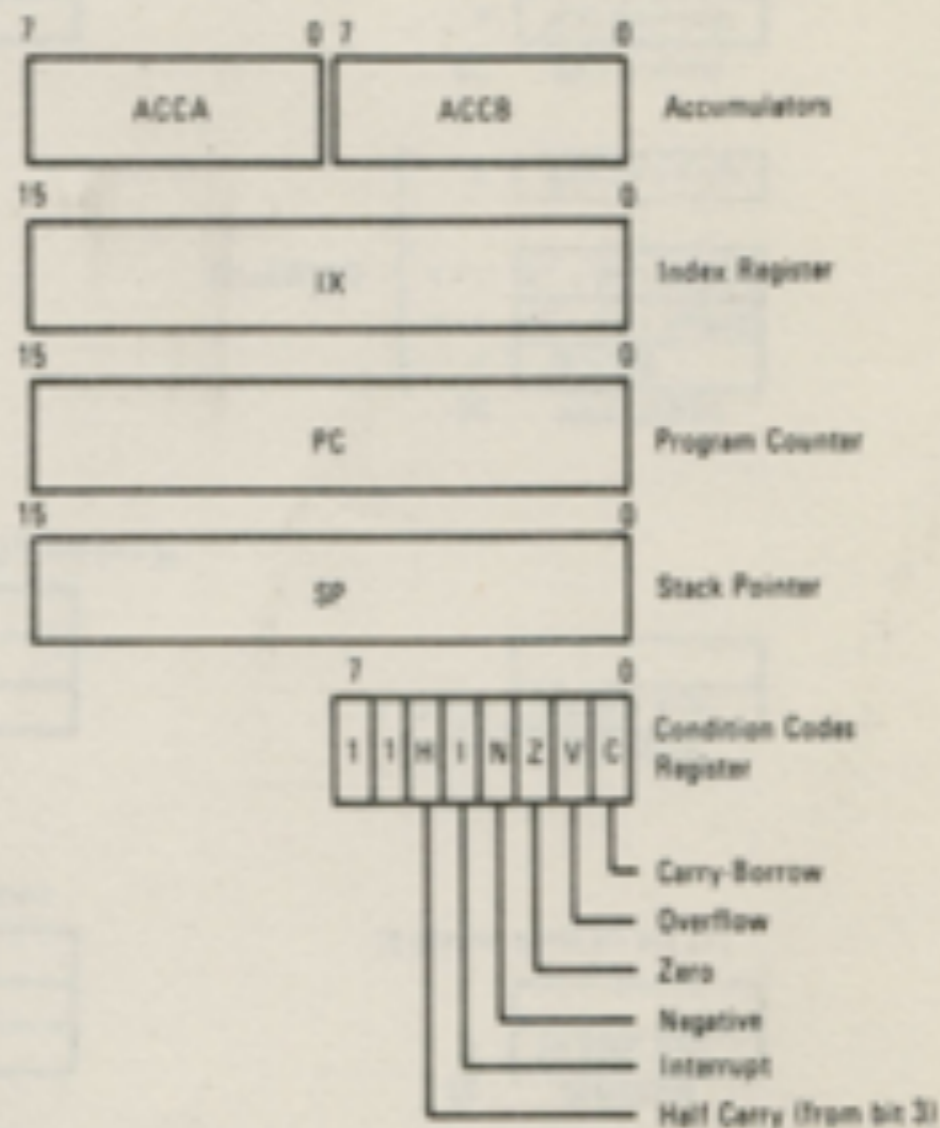 7 0 7 0
ACCA ACCB Accumulators
15 0
IX Index Register
15 0
PC Program Counter
15 0
SP Stack Pointer
7 0
1 1 H I N Z V C Condition Codes
Register
Carry-Borrow
Overflow
Zero
Negative
Interrupt
Half Carry (from bit 3)